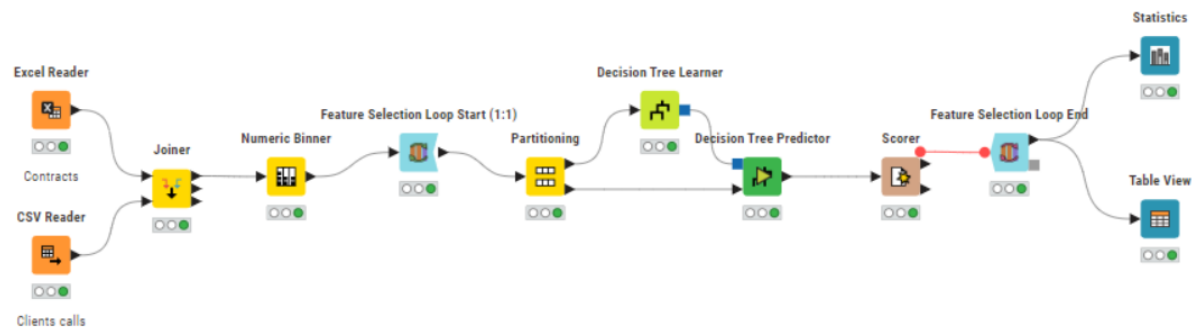 Statistics
Excel Reader
Decision Tree Learner
Feature Selection Loop Start (1:1)
Feature Selection Loop End
Joiner
Numeric Binner
Partitioning
Decision Tree Predictor
Scorer
Contracts
Table View
CSV Reader
Clients calls